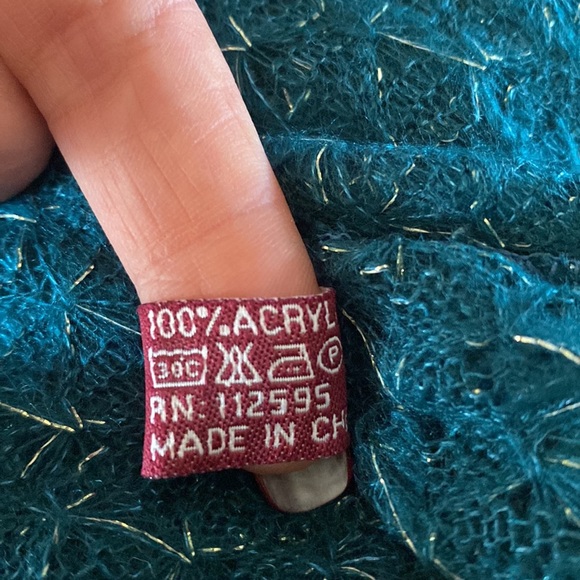 100% ACRYL
30C P
RN: 112595
MADE IN CH